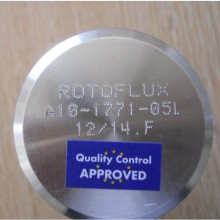 ROTOFLUX
A10-1771-05L
12/14.F
Quality Control
APPROVED